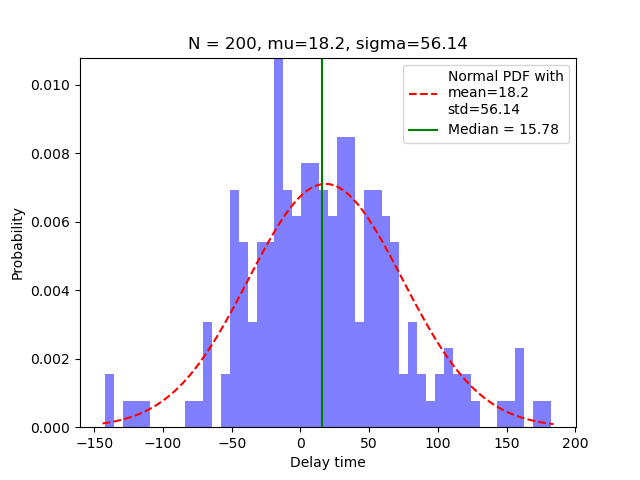 N = 200, mu=18.2, sigma=56.14
Normal PDF with
mean=18.2
std=56.14
Median = 15.78
0.010
0.008
0.006
0.004
0.002
0.000
Probability
−150 −100 −50 0 50 100 150 200
Delay time